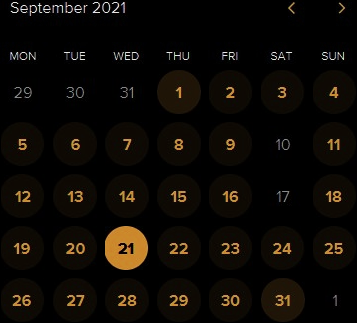 September 2021
MON TUE WED THU FRI SAT SUN
29 30 31 1 2 3 4
5 6 7 8 9 10 11
12 13 14 15 16 17 18
19 20 21 22 23 24 25
26 27 28 29 30 31 1